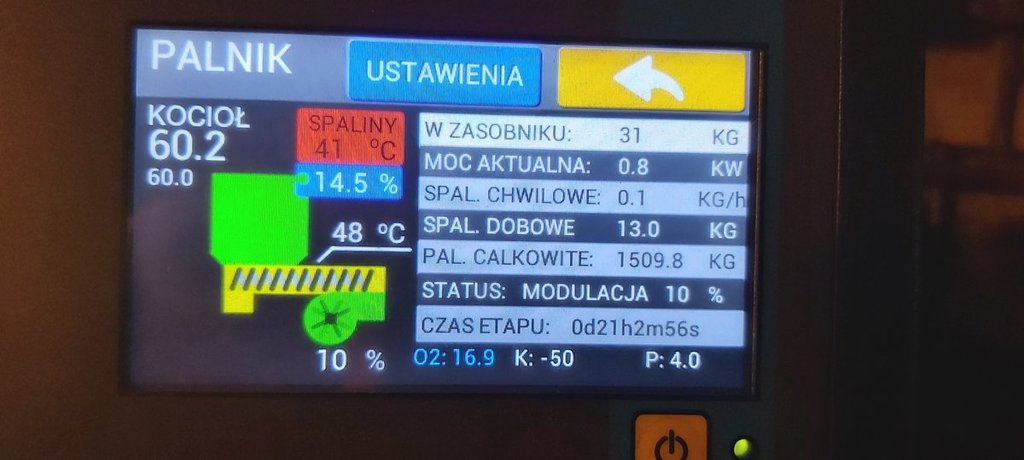 PALNIK
USTAWIENIA
KOCIOŁ
60.2
60.0
SPALINY
41 ºC
14.5 %
48 ºC
10 %
W ZASOBNIKU: 31 KG
MOC AKTUALNA: 0.8 KW
SPAL. CHWILOWE: 0.1 KG/h
SPAL. DOBOWE 13.0 KG
PAL. CALKOWITE: 1509.8 KG
STATUS: MODULACJA 10 %
CZAS ETAPU: 0d21h2m56s
O2: 16.9 K: -50 P: 4.0